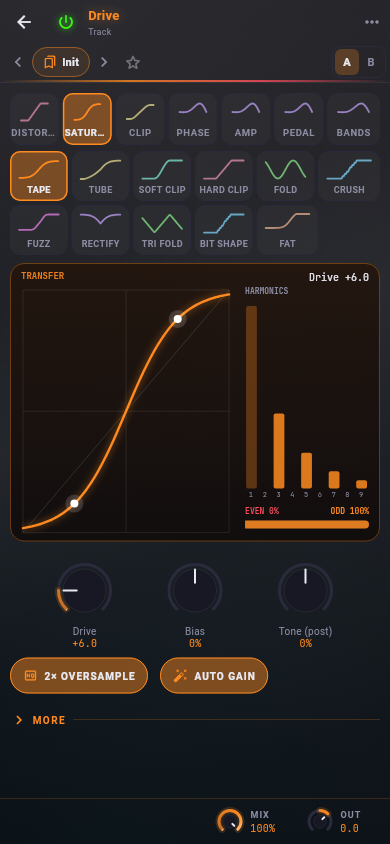 Drive
Track
Init
A B
DISTOR... SATUR... CLIP PHASE AMP PEDAL BANDS
TAPE TUBE SOFT CLIP HARD CLIP FOLD CRUSH
FUZZ RECTIFY TRI FOLD BIT SHAPE FAT
TRANSFER Drive +6.0
HARMONICS
1 2 3 4 5 6 7 8 9
EVEN 0% ODD 100%
Drive Bias Tone (post)
+6.0 0% 0%
HQ 2× OVERSAMPLE AUTO GAIN
MORE
MIX OUT
100% 0.0